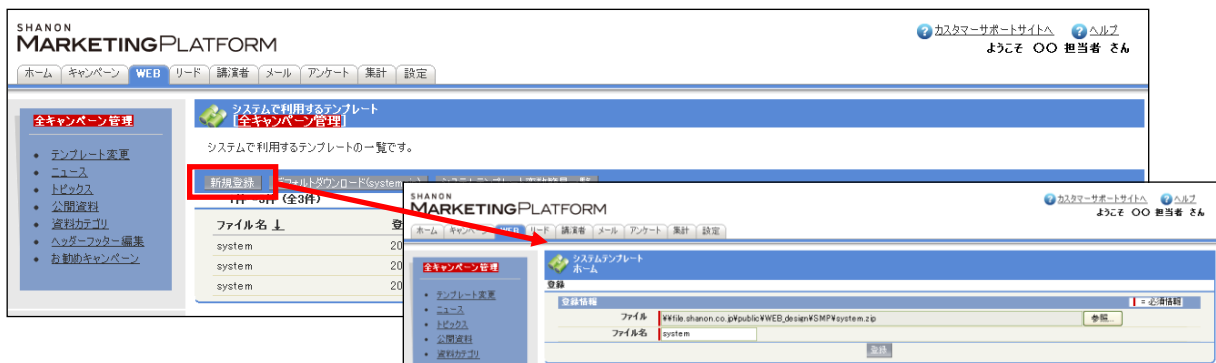 SHANON
MARKETINGPLATFORM
カスタマーサポートサイトへ ヘルプ
ようこそ 〇〇 担当者 さん
ホーム キャンペーン WEB リード 講演者 メール アンケート 集計 設定
全キャンペーン管理
テンプレート変更
ニュース
トピックス
公開資料
資料カテゴリ
ヘッダーフッター編集
お勧めキャンペーン
システムで利用するテンプレート
[全キャンペーン管理]
システムで利用するテンプレートの一覧です。
新規登録
(全3件)
ファイル名 ↓ 登
system 20
system 20
system 20
SHANON
MARKETINGPLATFORM
カスタマーサポートサイトへ ヘルプ
ようこそ 〇〇 担当者 さん
ホーム WEB リード 講演者 メール アンケート 集計 設定
全キャンペーン管理
テンプレート変更
ニュース
トピックス
公開資料
資料カテゴリ
システムテンプレート
ホーム
登録
登録情報 = 必須情報
ファイル ¥¥file.shanon.co.jp¥public¥WEB_design¥SMP¥system.zip 参照...
ファイル名 system
登録